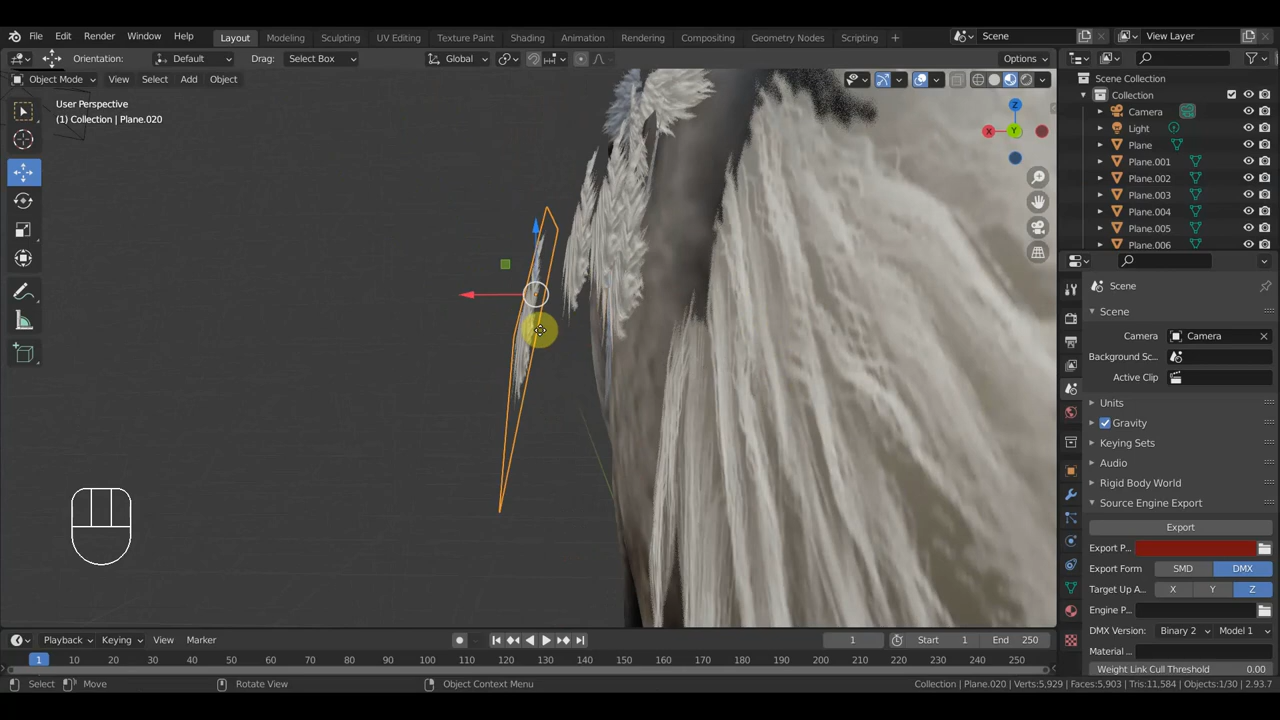 File Edit Render Window Help Layout Modeling Sculpting UV Editing Texture Paint Shading Animation Rendering Compositing Geometry Nodes Scripting + Scene View Layer
Orientation: Default Drag: Select Box Global Options
Object Mode View Select Add Object
User Perspective
(1) Collection | Plane.020
Z
X
Y
Scene Collection
Collection
Camera
Light
Plane
Plane.001
Plane.002
Plane.003
Plane.004
Plane.005
Plane.006
Scene
Scene
Camera Camera
Background Sc...
Active Clip
Units
Gravity
Keying Sets
Audio
Rigid Body World
Source Engine Export
Export
Export P...
Export Form SMD DMX
Target Up A... X Y Z
Engine P...
DMX Version: Binary 2 Model 1
Material ...
Weight Link Cull Threshold 0.00
Playback Keying View Marker 1 Start 1 End 250
1 10 20 30 40 50 60 70 80 90 100 110 120 130 140 150 160 170 180 190 200 210 220 230 240 250
Select Move Rotate View Object Context Menu Collection | Plane.020 | Verts:5,929 | Faces:5,903 | Tris:11,584 | Objects:1/30 | 2.93.7